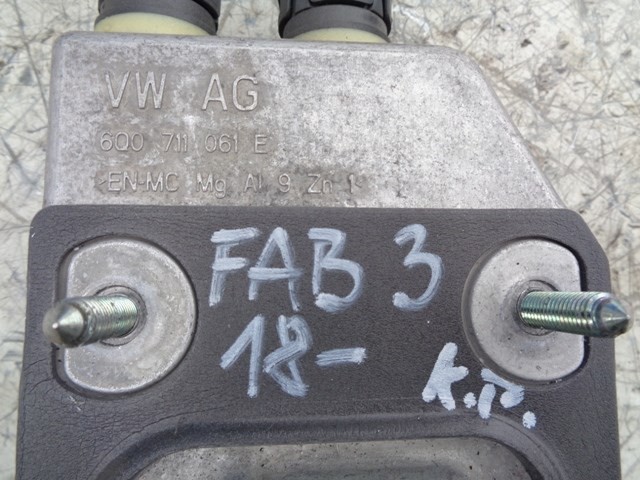 VW AG
6Q0 711 061 E
>EN-MC Mg Al 9 Zn 1<
FAB 3
18-
K.P.